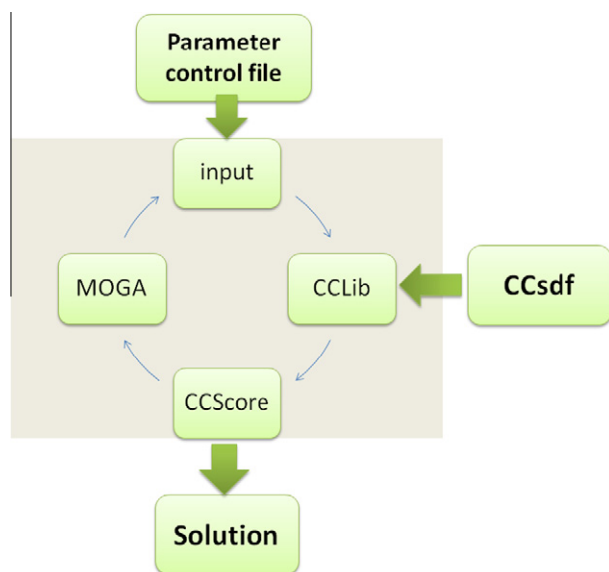 Parameter
control file
input
MOGA
CCLib
CCsdf
CCScore
Solution